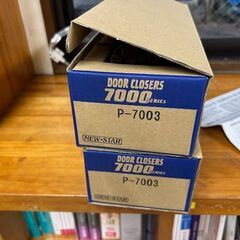 DOOR CLOSERS
7000 SERIES
P-7003
NEW★STAR
DOOR CLOSERS
7000 SERIES
P-7003
NEW★STAR